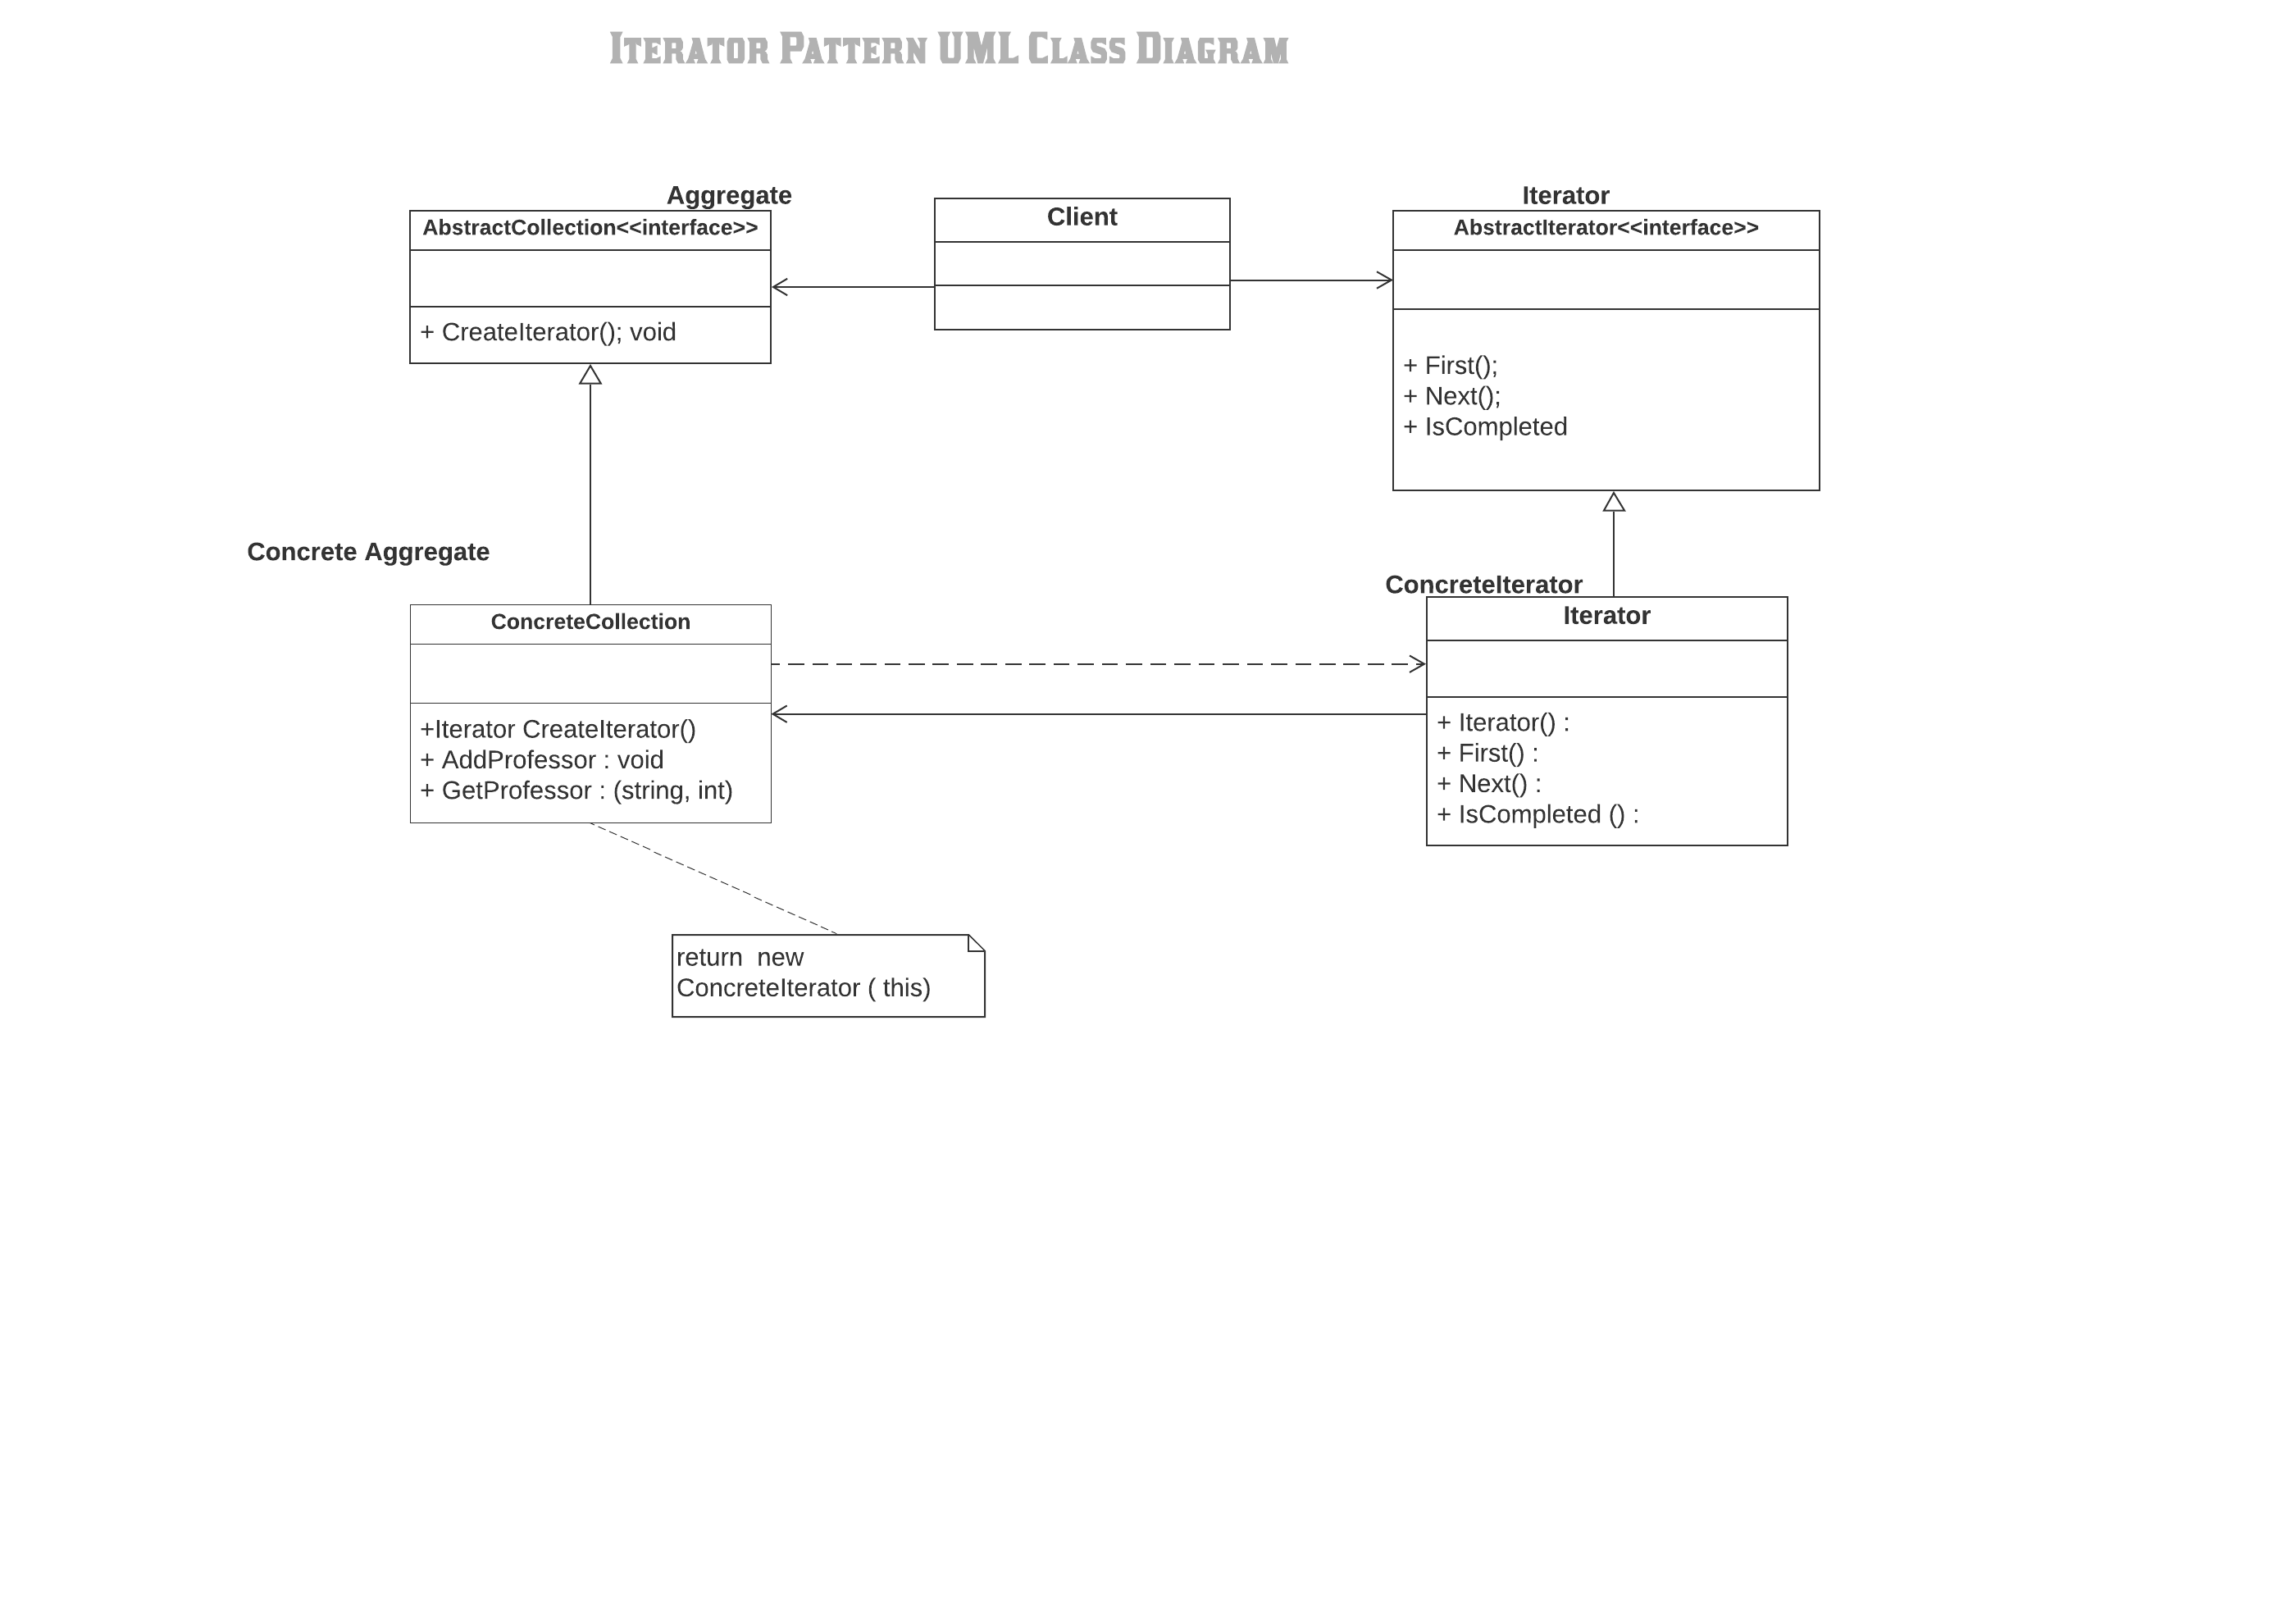 Iterator Pattern UML Class Diagram
Aggregate
AbstractCollection<<interface>>
+ CreateIterator(); void
Client
Iterator
AbstractIterator<<interface>>
+ First();
+ Next();
+ IsCompleted
Concrete Aggregate
ConcreteCollection
+Iterator CreateIterator()
+ AddProfessor : void
+ GetProfessor : (string, int)
ConcreteIterator
Iterator
+ Iterator() :
+ First() :
+ Next() :
+ IsCompleted () :
return  new
ConcreteIterator ( this)